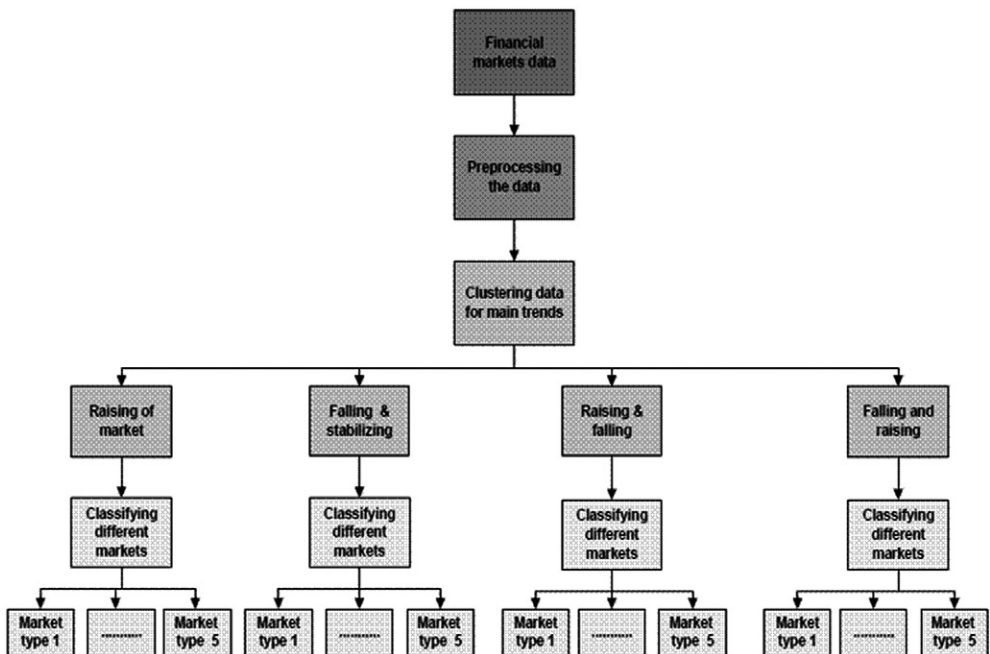 Financial
markets data
Preprocessing
the data
Clustering data
for main trends
Raising of
market
Falling &
stabilizing
Raising &
falling
Falling and
raising
Classifying
different
markets
Classifying
different
markets
Classifying
different
markets
Classifying
different
markets
Market
type 1
..........
Market
type 5
Market
type 1
..........
Market
type 5
Market
type 1
..........
Market
type 5
Market
type 1
..........
Market
type 5